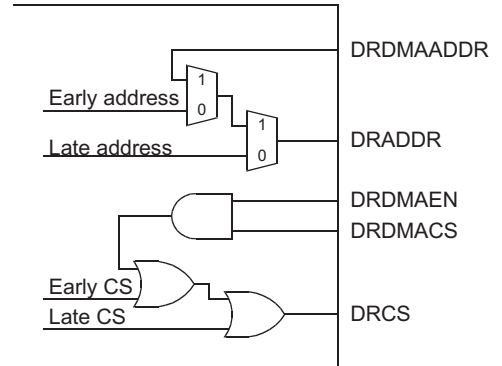 DRDMAADDR
1
Early address
0
1
DRADDR
Late address
0
DRDMAEN
DRDMACS
Early CS
Late CS
DRCS